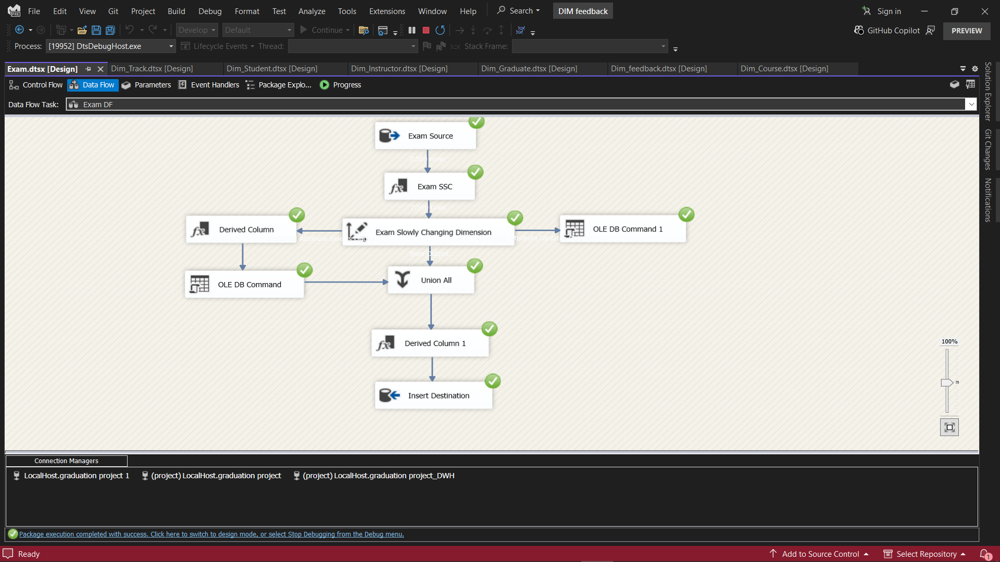 File Edit View Git Project Build Debug Format Test Analyze Tools Extensions Window Help Search DIM feedback Sign in
Develop Default Continue GitHub Copilot PREVIEW
Process: [19952] DtsDebugHost.exe Lifecycle Events Thread: Stack Frame:
Exam.dtsx [Design] Dim_Track.dtsx [Design] Dim_Student.dtsx [Design] Dim_Instructor.dtsx [Design] Dim_Graduate.dtsx [Design] Dim_feedback.dtsx [Design] Dim_Course.dtsx [Design]
Control Flow Data Flow Parameters Event Handlers Package Explo... Progress
Data Flow Task: Exam DF
Solution Explorer
Git Changes
Notifications
Exam Source
7,500 rows
Exam SSC
7,500 rows
Derived Column
Exam Slowly Changing Dimension
OLE DB Command 1
Attribute Inserts Outp
Attribute Updat
New Output
OLE DB Command
Union All
Derived Column 1
Insert Destination
100%
Connection Managers
LocalHost.graduation project 1 (project) LocalHost.graduation project (project) LocalHost.graduation project_DWH
Package execution completed with success. Click here to switch to design mode, or select Stop Debugging from the Debug menu.
Ready Add to Source Control Select Repository 1